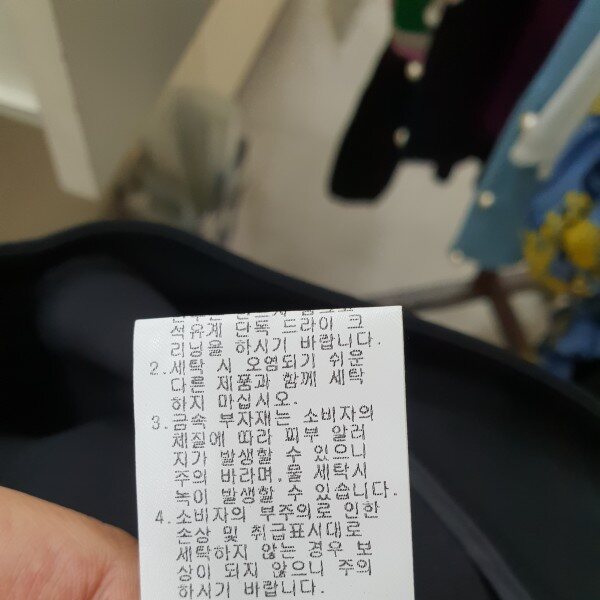 석유계 단독 드라이 크
리닝을 하시기 바랍니다.
2.세탁 시 오염되기 쉬운
다른 제품과 함께 세탁
하지 마십시오.
3.금속 부자재는 소비자의
체질에 따라 피부 알러
지가 발생할 수 있으니
주의 바라며,물 세탁시
녹이 발생할 수 있습니다.
4.소비자의 부주의로 인한
손상 및 취급표시대로
세탁하지 않는 경우 보
상이 되지 않으니 주의
하시기 바랍니다.